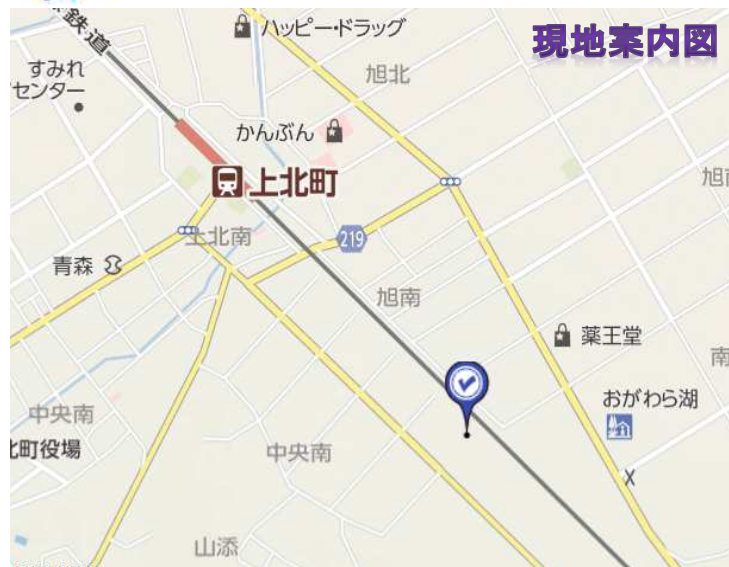 現地案内図
鉄道
ハッピー・ドラッグ
旭北
すみれ
センター
かんぶん
上北町
上北南
219
青森
旭南
薬王堂
おがわら湖
中央南
中央南
町役場
山添